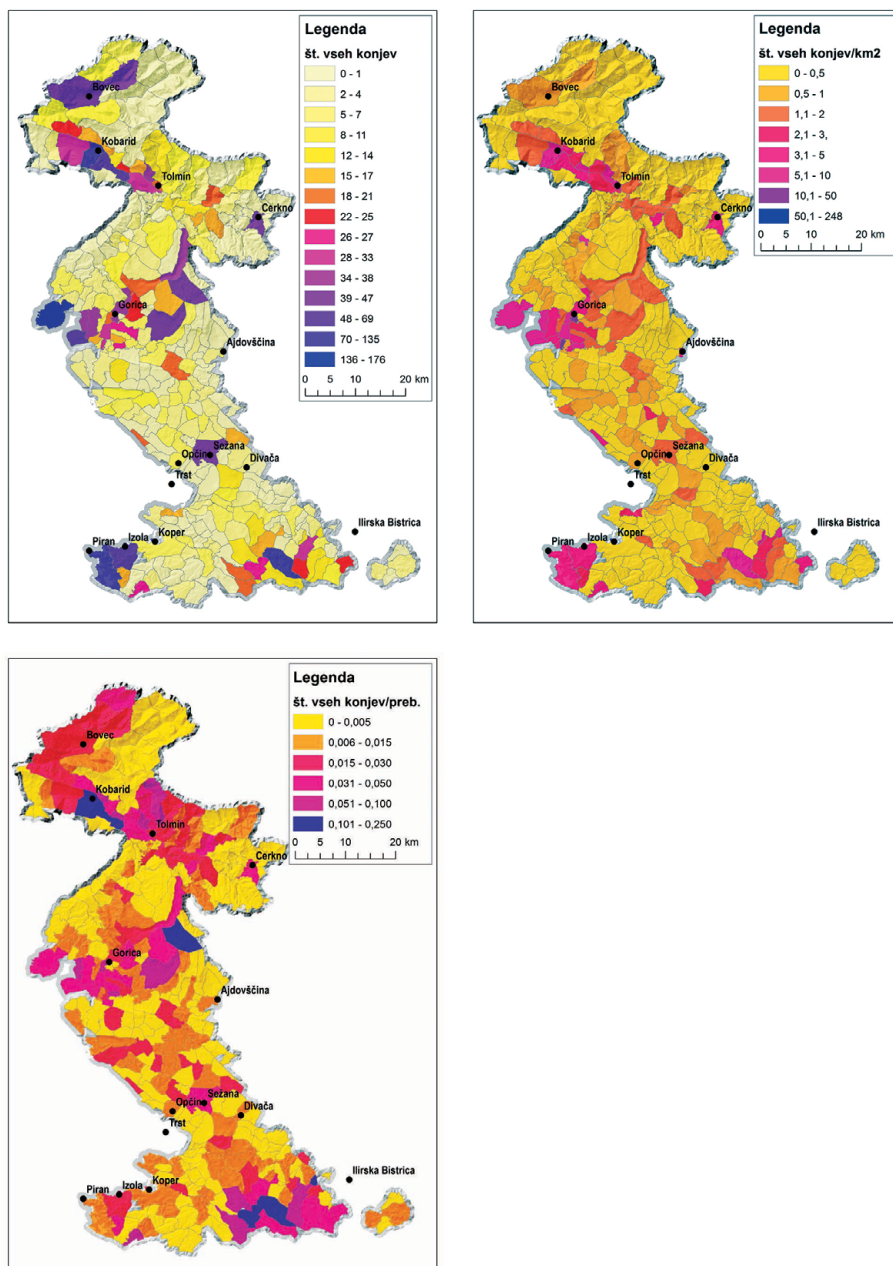 Legenda
št. vseh konjev
0 - 1
2 - 4
5 - 7
8 - 11
12 - 14
15 - 17
18 - 21
22 - 25
26 - 27
28 - 33
34 - 38
39 - 47
48 - 69
70 - 135
136 - 176
0 5 10 20 km
Bovec
Kobarid
Tolmin
Cerkno
Gorica
Ajdovščina
Sežana
Opčine
Divača
Trst
Ilirska Bistrica
Koper
Izola
Piran
Legenda
št. vseh konjev/km2
0 - 0,5
0,5 - 1
1,1 - 2
2,1 - 3,
3,1 - 5
5,1 - 10
10,1 - 50
50,1 - 248
0 5 10 20 km
Bovec
Kobarid
Tolmin
Cerkno
Gorica
Ajdovščina
Sežana
Opčine
Divača
Trst
Ilirska Bistrica
Koper
Izola
Piran
Legenda
št. vseh konjev/preb.
0 - 0,005
0,006 - 0,015
0,015 - 0,030
0,031 - 0,050
0,051 - 0,100
0,101 - 0,250
0 5 10 20 km
Bovec
Kobarid
Tolmin
Cerkno
Gorica
Ajdovščina
Sežana
Opčine
Divača
Trst
Ilirska Bistrica
Koper
Izola
Piran